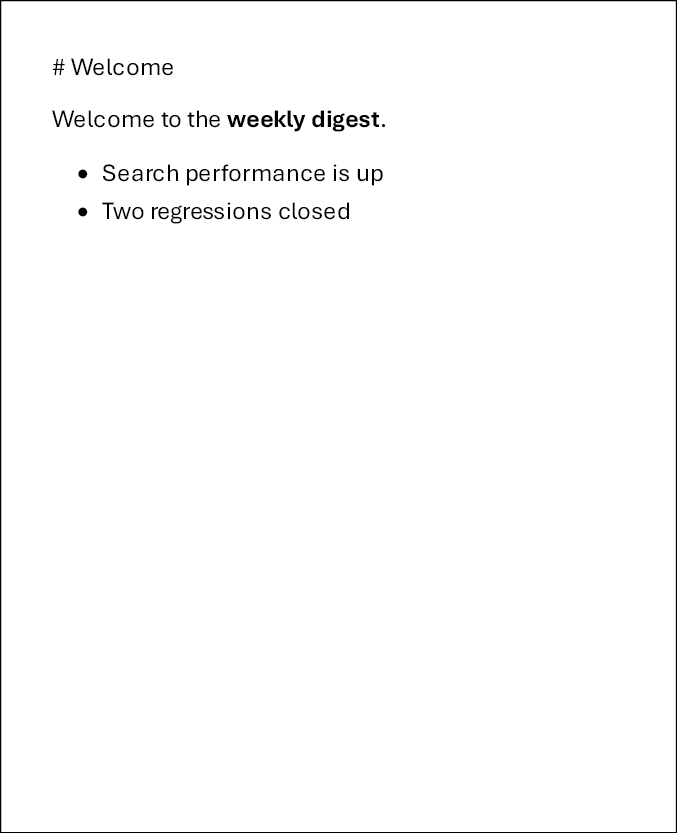 # Welcome
Welcome to the weekly digest.
• Search performance is up
• Two regressions closed